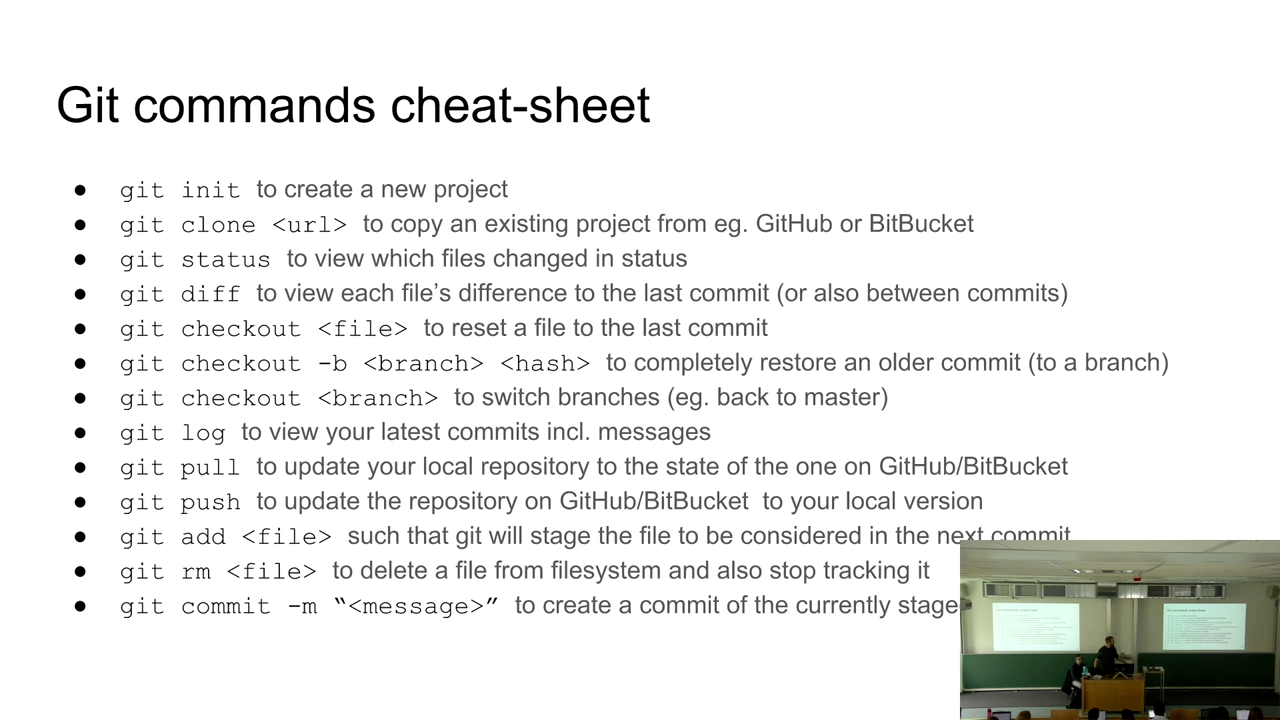 Git commands cheat-sheet
● git init to create a new project
● git clone <url> to copy an existing project from eg. GitHub or BitBucket
● git status to view which files changed in status
● git diff to view each file’s difference to the last commit (or also between commits)
● git checkout <file> to reset a file to the last commit
● git checkout -b <branch> <hash> to completely restore an older commit (to a branch)
● git checkout <branch> to switch branches (eg. back to master)
● git log to view your latest commits incl. messages
● git pull to update your local repository to the state of the one on GitHub/BitBucket
● git push to update the repository on GitHub/BitBucket  to your local version
● git add <file> such that git will stage the file to be considered in the next commit
● git rm <file> to delete a file from filesystem and also stop tracking it
● git commit -m “<message>” to create a commit of the currently stage
Git commands cheat-sheet